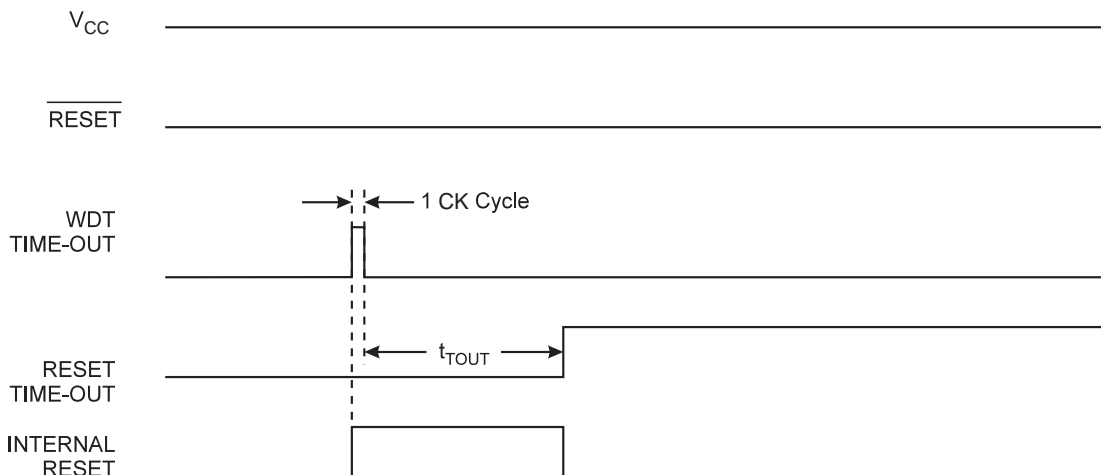 VCC
RESET
1 CK Cycle
WDT
TIME-OUT
tTOUT
RESET
TIME-OUT
INTERNAL
RESET